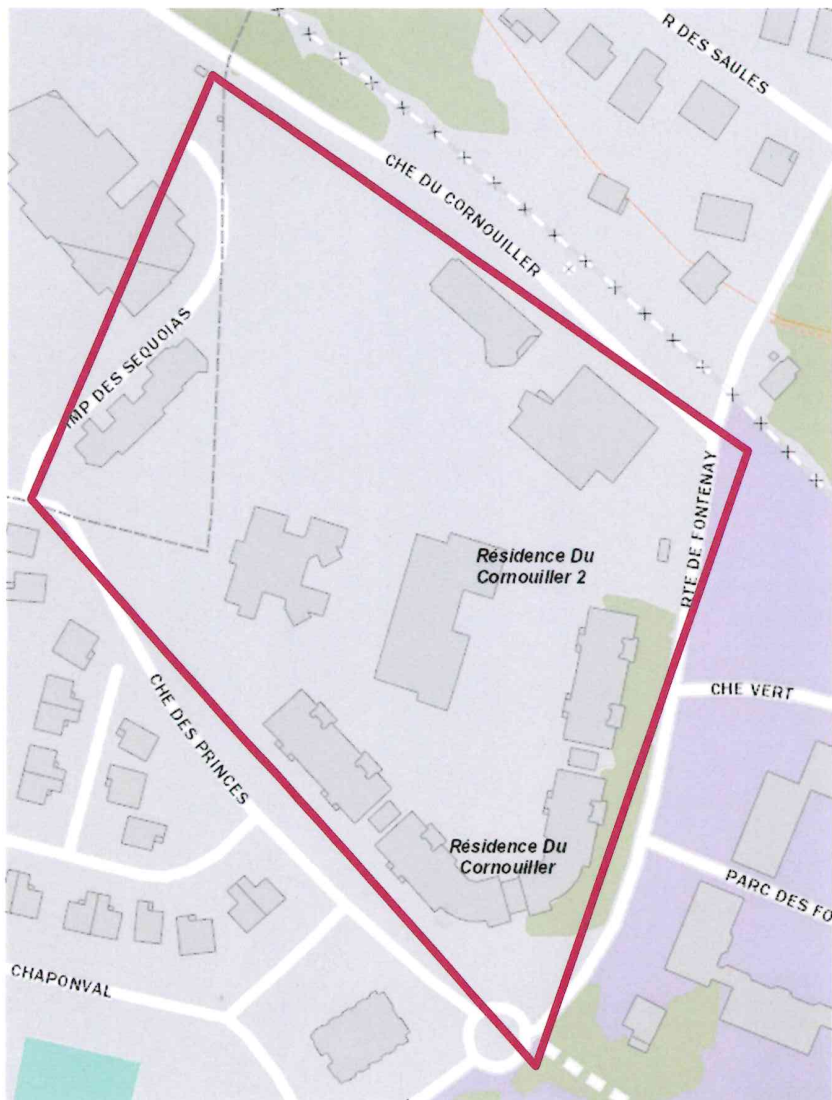 R DES SAULES
CHE DU CORNOUILLER
IMP DES SEQUOIAS
RTE DE FONTENAY
Résidence Du
Cornouiller 2
CHE VERT
CHE DES PRINCES
Résidence Du
Cornouiller
PARC DES FO
CHAPONVAL